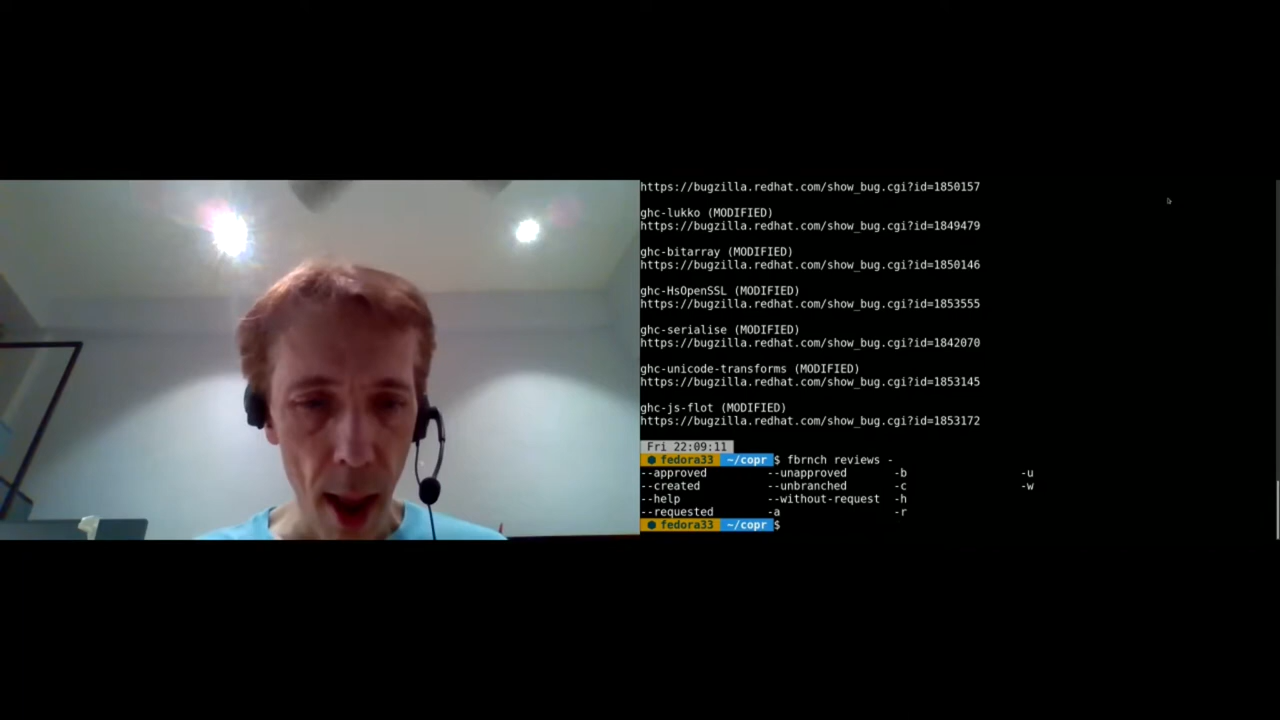 https://bugzilla.redhat.com/show_bug.cgi?id=1850157
ghc-lukko (MODIFIED)
https://bugzilla.redhat.com/show_bug.cgi?id=1849479
ghc-bitarray (MODIFIED)
https://bugzilla.redhat.com/show_bug.cgi?id=1850146
ghc-HsOpenSSL (MODIFIED)
https://bugzilla.redhat.com/show_bug.cgi?id=1853555
ghc-serialise (MODIFIED)
https://bugzilla.redhat.com/show_bug.cgi?id=1842070
ghc-unicode-transforms (MODIFIED)
https://bugzilla.redhat.com/show_bug.cgi?id=1853145
ghc-js-flot (MODIFIED)
https://bugzilla.redhat.com/show_bug.cgi?id=1853172
Fri 22:09:11
fedora33 ~/copr $ fbrnch reviews -
--approved --unapproved -b -u
--created --unbranched -c -w
--help --without-request -h
--requested -a -r
fedora33 ~/copr $